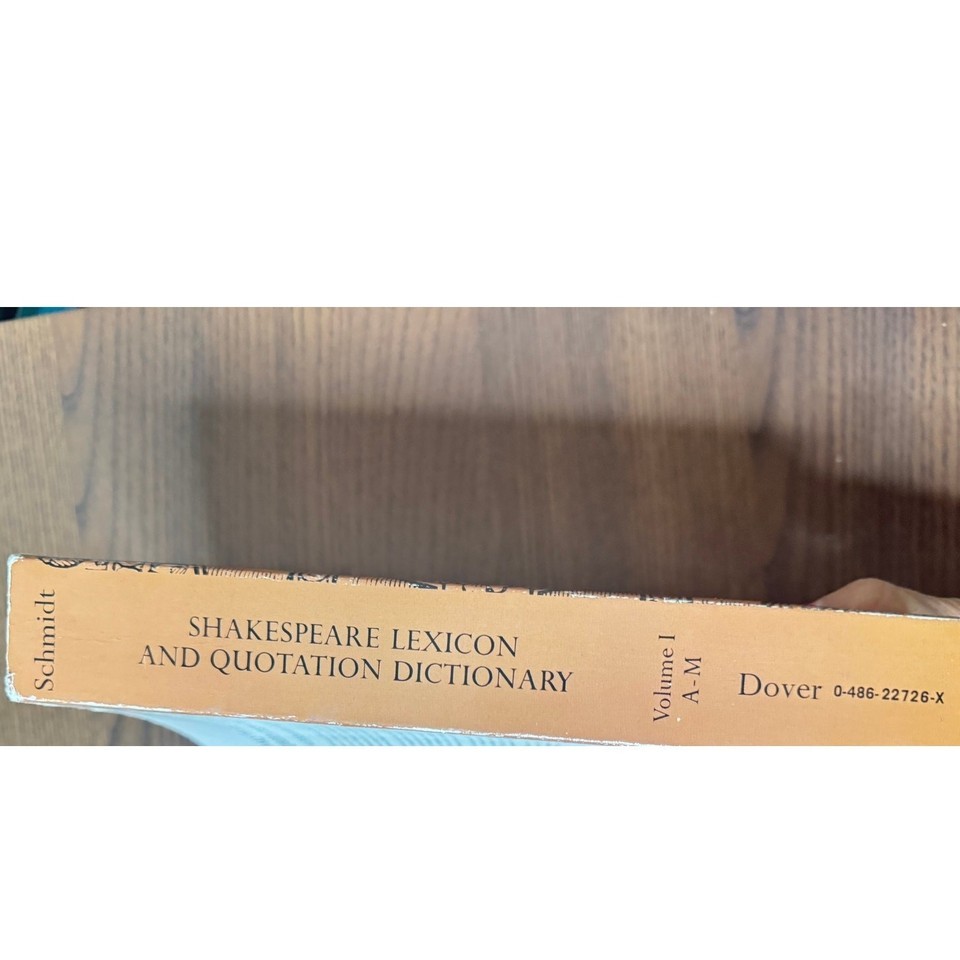 Schmidt
SHAKESPEARE LEXICON
AND QUOTATION DICTIONARY
Volume I
A-M
Dover 0-486-22726-X